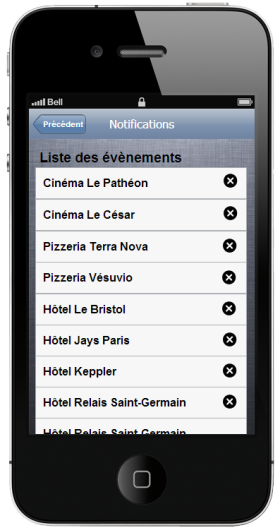 Bell
Précédent
Notifications
Liste des évènements
Cinéma Le Pathéon
Cinéma Le César
Pizzeria Terra Nova
Pizzeria Vésuvio
Hôtel Le Bristol
Hôtel Jays Paris
Hôtel Keppler
Hôtel Relais Saint-Germain
Hôtel Relais Saint-Germain